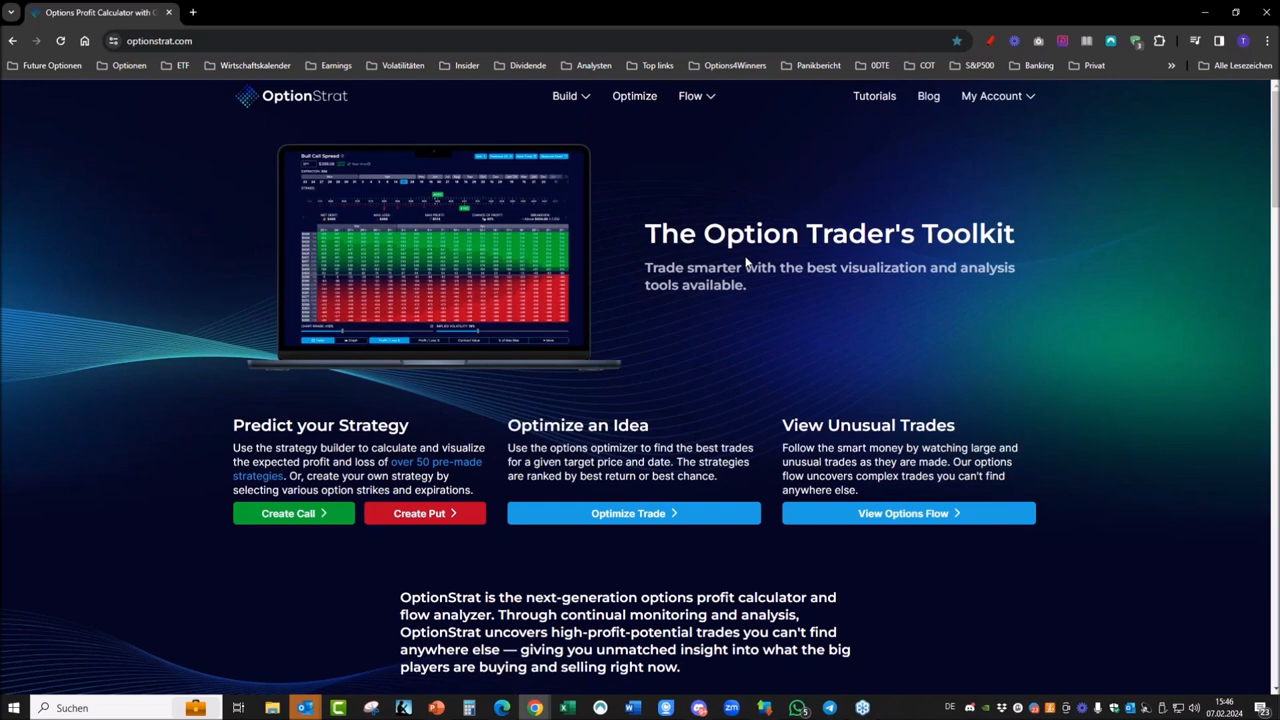 Options Profit Calculator with O
optionstrat.com
Future Optionen
Optionen
ETF
Wirtschaftskalender
Earnings
Volatilitäten
Insider
Dividende
Analysten
Top links
Options4Winners
Panikbericht
0DTE
COT
S&P500
Banking
Privat
Alle Lesezeichen
OptionStrat
Build
Optimize
Flow
Tutorials
Blog
My Account
Bull Call Spread
The Option Trader's Toolkit
Trade smarter with the best visualization and analysis
tools available.
Predict your Strategy
Use the strategy builder to calculate and visualize
the expected profit and loss of over 50 pre-made
strategies. Or, create your own strategy by
selecting various option strikes and expirations.
Create Call
Create Put
Optimize an Idea
Use the options optimizer to find the best trades
for a given target price and date. The strategies
are ranked by best return or best chance.
Optimize Trade
View Unusual Trades
Follow the smart money by watching large and
unusual trades as they are made. Our options
flow uncovers complex trades you can't find
anywhere else.
View Options Flow
OptionStrat is the next-generation options profit calculator and
flow analyzer. Through continual monitoring and analysis,
OptionStrat uncovers high-profit-potential trades you can't find
anywhere else — giving you unmatched insight into what the big
players are buying and selling right now.
Suchen
DE
15:46
07.02.2024